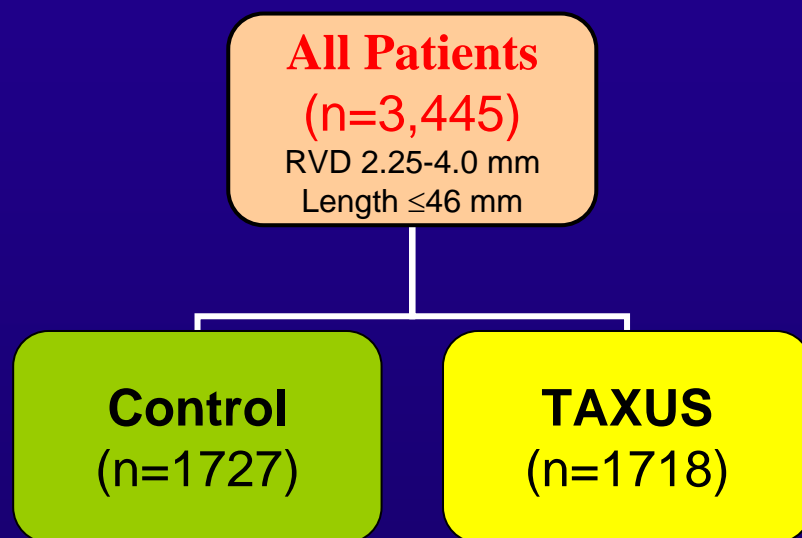 All Patients
(n=3,445)
RVD 2.25-4.0 mm
Length ≤46 mm
Control
(n=1727)
TAXUS
(n=1718)